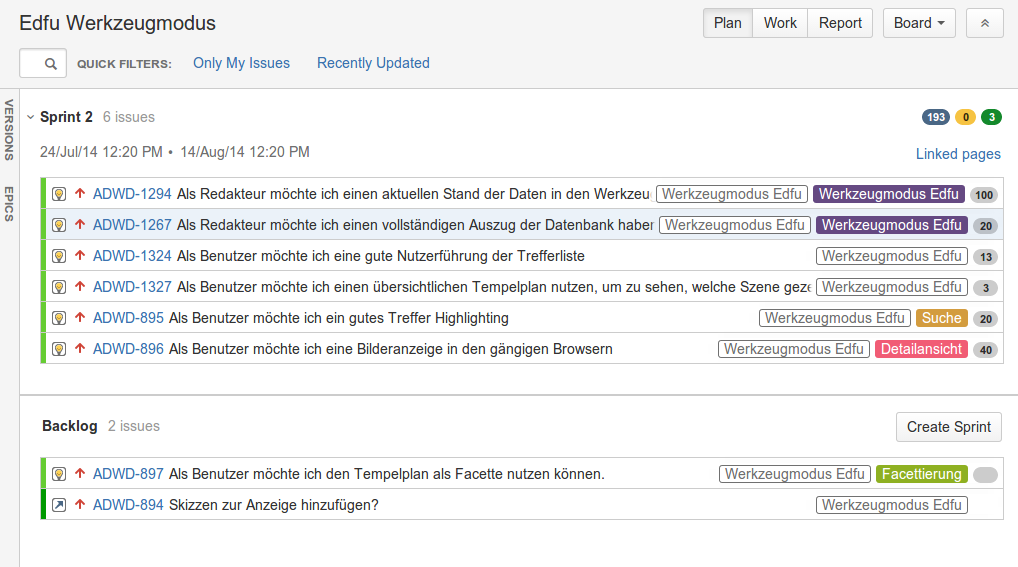 Edfu Werkzeugmodus
Plan Work Report Board
QUICK FILTERS: Only My Issues Recently Updated
VERSIONS
EPICS
Sprint 2 6 issues 193 0 3
24/Jul/14 12:20 PM • 14/Aug/14 12:20 PM Linked pages
ADWD-1294 Als Redakteur möchte ich einen aktuellen Stand der Daten in den Werkzeu Werkzeugmodus Edfu Werkzeugmodus Edfu 100
ADWD-1267 Als Redakteur möchte ich einen vollständigen Auszug der Datenbank haben Werkzeugmodus Edfu Werkzeugmodus Edfu 20
ADWD-1324 Als Benutzer möchte ich eine gute Nutzerführung der Trefferliste Werkzeugmodus Edfu 13
ADWD-1327 Als Benutzer möchte ich einen übersichtlichen Tempelplan nutzen, um zu sehen, welche Szene geze Werkzeugmodus Edfu 3
ADWD-895 Als Benutzer möchte ich ein gutes Treffer Highlighting Werkzeugmodus Edfu Suche 20
ADWD-896 Als Benutzer möchte ich eine Bilderanzeige in den gängigen Browsern Werkzeugmodus Edfu Detailansicht 40
Backlog 2 issues Create Sprint
ADWD-897 Als Benutzer möchte ich den Tempelplan als Facette nutzen können. Werkzeugmodus Edfu Facettierung
ADWD-894 Skizzen zur Anzeige hinzufügen? Werkzeugmodus Edfu